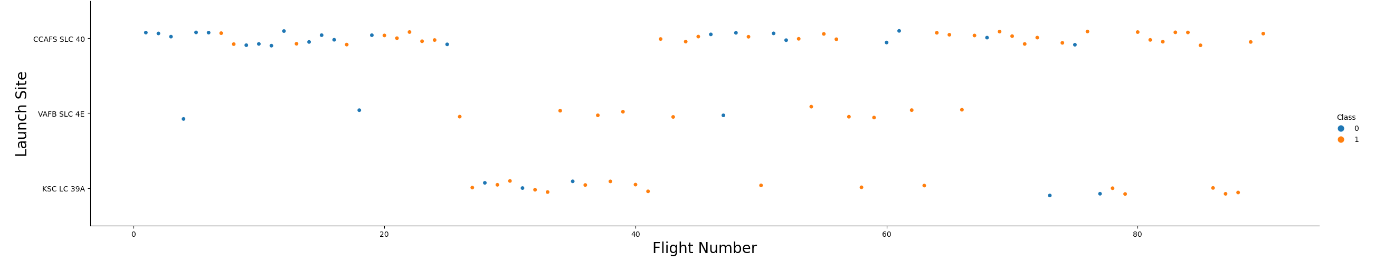 Launch Site
CCAFS SLC 40
VAFB SLC 4E
KSC LC 39A
0
20
40
60
80
Flight Number
Class
0
1